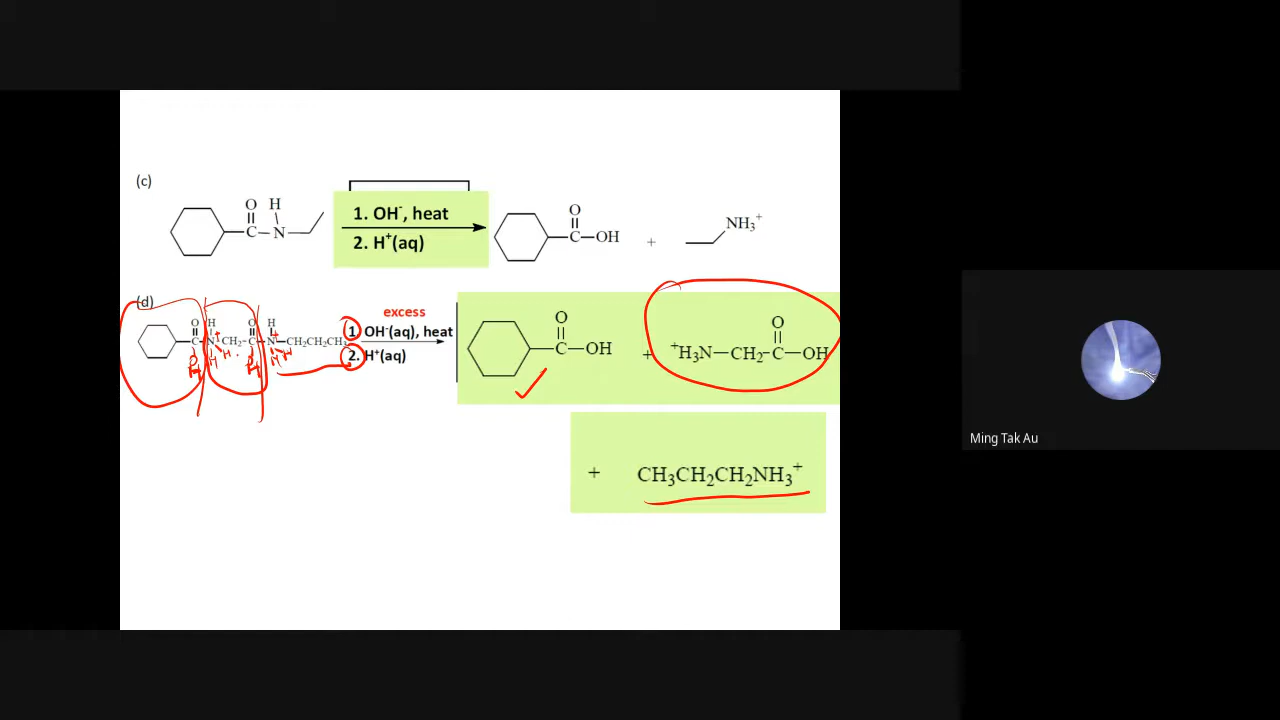 (c)
O H
C N
1. OH⁻, heat
2. H⁺(aq)
O
C OH
+
NH₃⁺
(d)
O H O H
C N CH₂ C N CH₂CH₂CH₃
excess
1. OH⁻(aq), heat
2. H⁺(aq)
O
C OH
+
O
⁺H₃N CH₂ C OH
+ CH₃CH₂CH₂NH₃⁺
Ming Tak Au